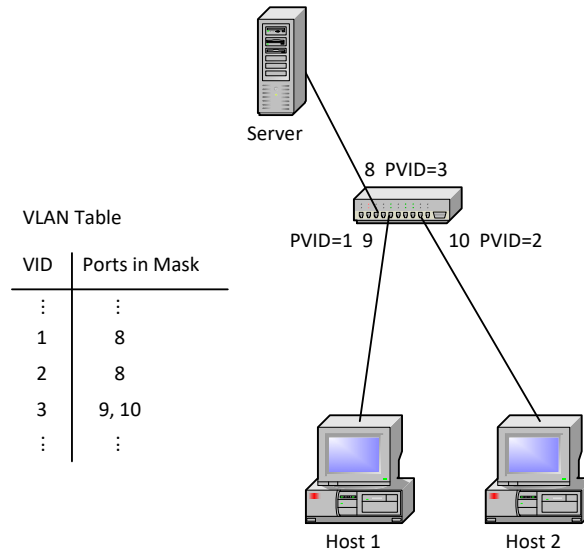 Server
8 PVID=3
PVID=1 9
10 PVID=2
VLAN Table
VID Ports in Mask
⋮ ⋮
1 8
2 8
3 9, 10
⋮ ⋮
Host 1
Host 2